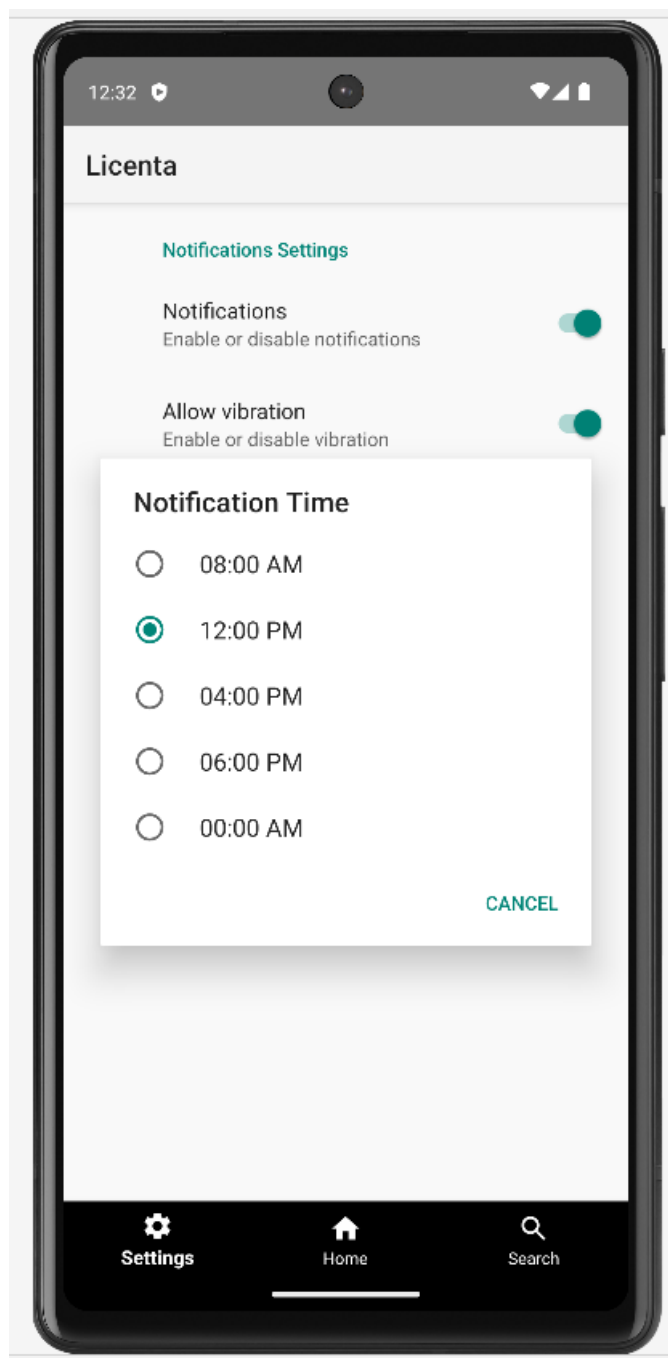 12:32
Licenta
Notifications Settings
Notifications
Enable or disable notifications
Allow vibration
Enable or disable vibration
Notification Time
08:00 AM
12:00 PM
04:00 PM
06:00 PM
00:00 AM
CANCEL
Settings Home Search